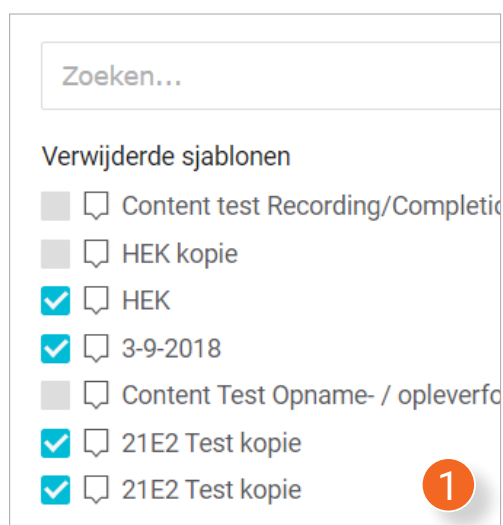 Zoeken...
Verwijderde sjablonen
Content test Recording/Completic
HEK kopie
HEK
3-9-2018
Content Test Opname- / opleverfo
21E2 Test kopie
21E2 Test kopie
1